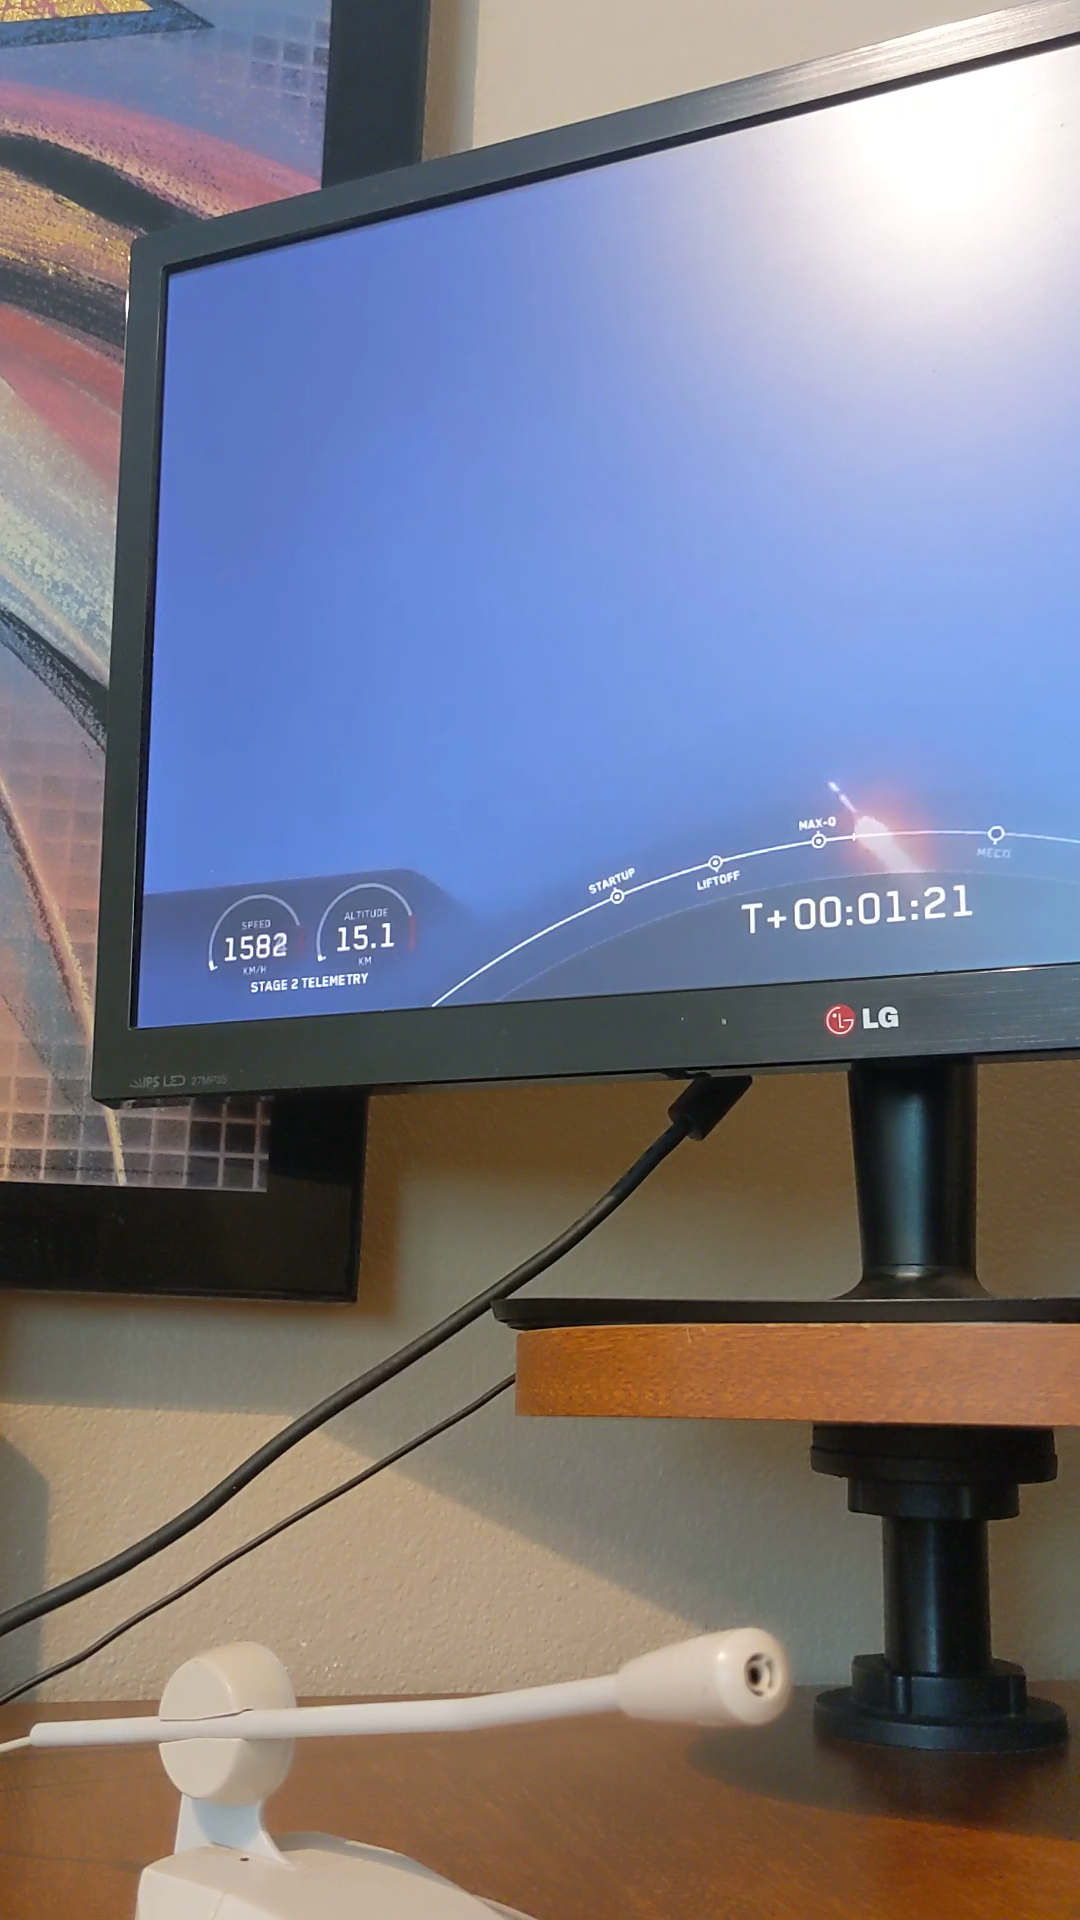 MAX-Q
STARTUP
LIFTOFF
MECO
SPEED
1582
KM/H
ALTITUDE
15.1
KM
STAGE 2 TELEMETRY
T+00:01:21
LG
IPS LED 27MP35